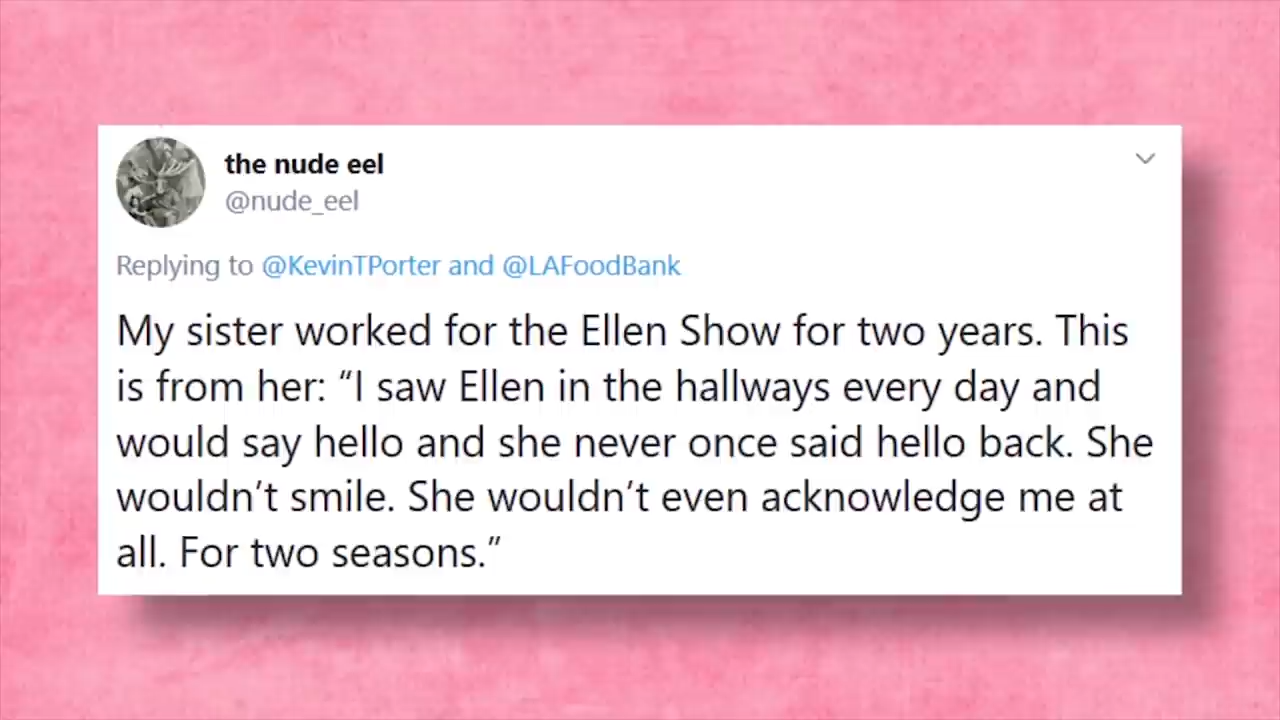 the nude eel
@nude_eel
Replying to @KevinTPorter and @LAFoodBank
My sister worked for the Ellen Show for two years. This
is from her: “I saw Ellen in the hallways every day and
would say hello and she never once said hello back. She
wouldn’t smile. She wouldn’t even acknowledge me at
all. For two seasons.”